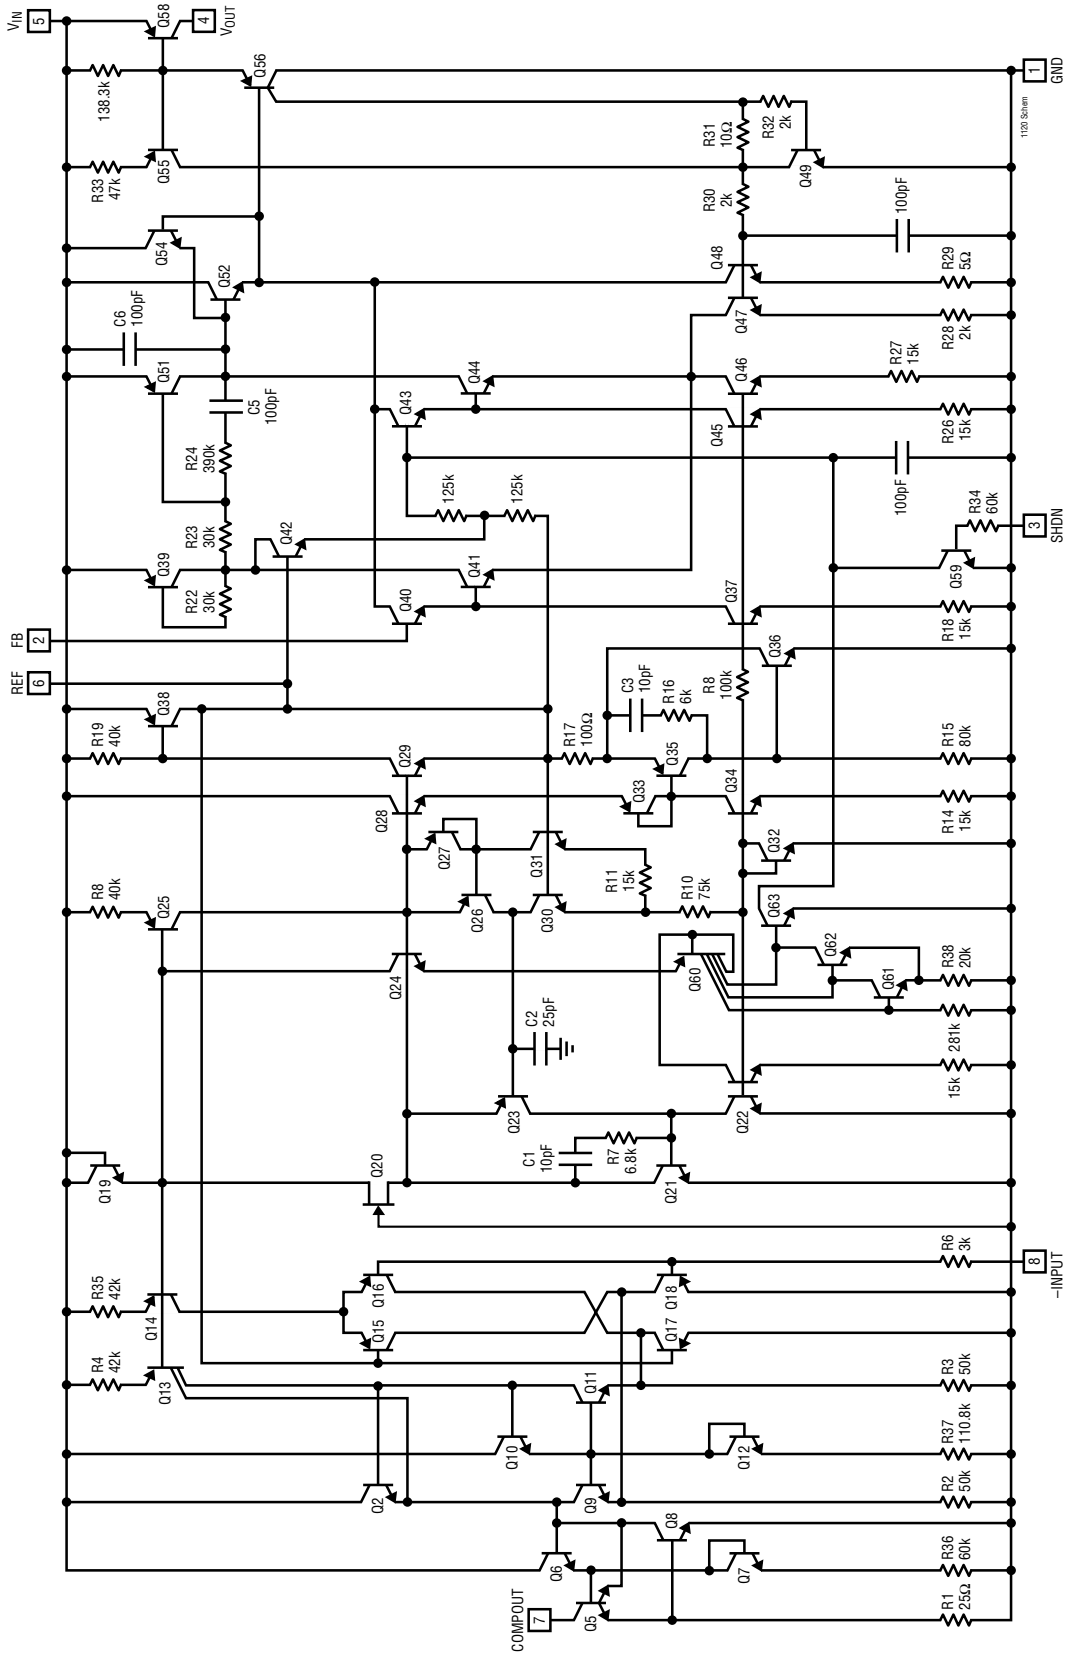 VIN
5
Q58
4
VOUT
138.3k
Q56
1
GND
1120 Schem
R33
47k
Q55
R31
10Ω
R32
2k
Q49
Q54
Q52
R30
2k
100pF
C6
100pF
Q48
Q47
R29
5Ω
R28
2k
Q51
C5
100pF
Q44
Q43
Q46
Q45
R27
15k
R26
15k
R24
390k
125k
125k
100pF
R34
60k
3
SHDN
Q59
R23
30k
Q42
Q39
R22
30k
Q41
Q40
Q37
R18
15k
FB
2
Q36
REF
6
R8
100k
C3
10pF
R16
6k
R19
40k
Q38
Q29
R17
100Ω
Q35
R15
80k
Q28
Q33
Q34
R14
15k
Q27
Q31
Q32
R11
15k
R8
40k
Q25
Q26
Q30
R10
75k
Q63
Q62
Q24
Q60
Q61
R38
20k
281k
C2
25pF
15k
Q23
Q22
C1
10pF
R7
6.8k
Q19
Q20
Q21
R6
3k
8
–INPUT
R35
42k
Q14
Q16
Q18
Q15
Q17
R4
42k
Q13
Q11
R3
50k
Q10
Q12
R37
110.8k
Q2
Q9
R2
50k
Q8
Q6
Q7
R36
60k
COMPOUT
7
Q5
R1
25Ω